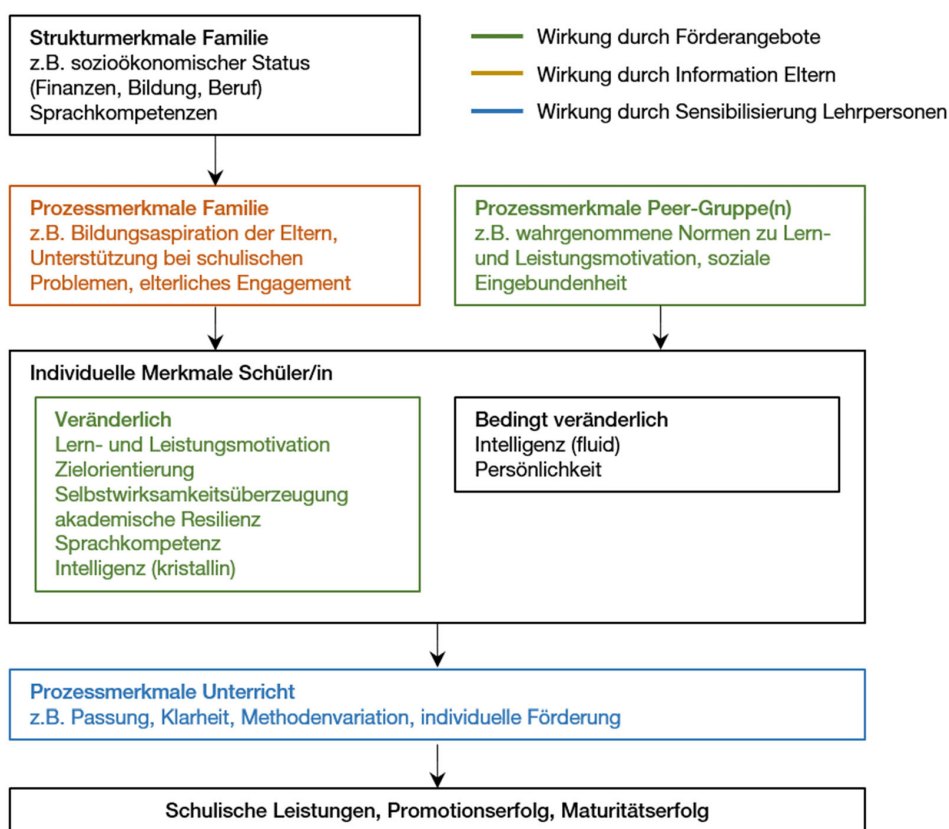 Strukturmerkmale Familie
z.B. sozioökonomischer Status
(Finanzen, Bildung, Beruf)
Sprachkompetenzen
Wirkung durch Förderangebote
Wirkung durch Information Eltern
Wirkung durch Sensibilisierung Lehrpersonen
Prozessmerkmale Familie
z.B. Bildungsaspiration der Eltern,
Unterstützung bei schulischen
Problemen, elterliches Engagement
Prozessmerkmale Peer-Gruppe(n)
z.B. wahrgenommene Normen zu Lern-
und Leistungsmotivation, soziale
Eingebundenheit
Individuelle Merkmale Schüler/in
Veränderlich
Lern- und Leistungsmotivation
Zielorientierung
Selbstwirksamkeitsüberzeugung
akademische Resilienz
Sprachkompetenz
Intelligenz (kristallin)
Bedingt veränderlich
Intelligenz (fluid)
Persönlichkeit
Prozessmerkmale Unterricht
z.B. Passung, Klarheit, Methodenvariation, individuelle Förderung
Schulische Leistungen, Promotionserfolg, Maturitätserfolg